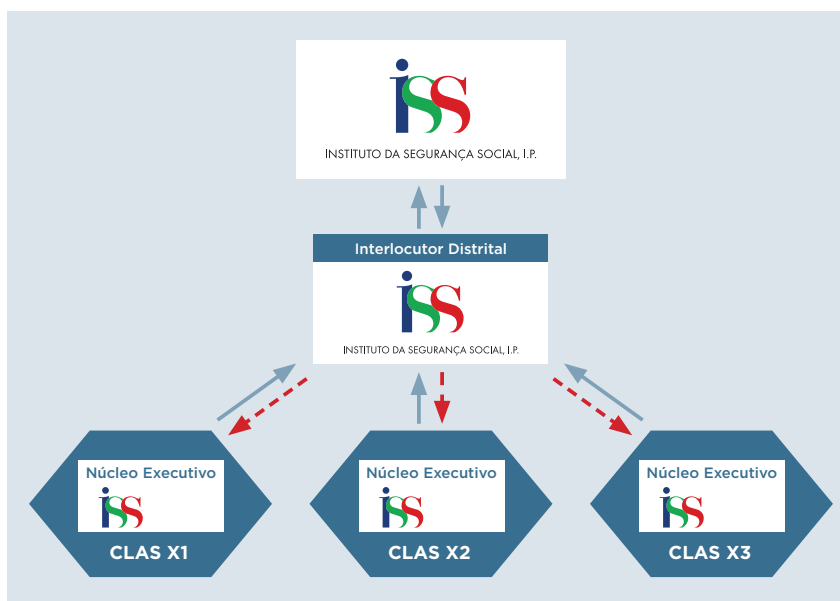 iss
INSTITUTO DA SEGURANÇA SOCIAL, I.P.
Interlocutor Distrital
iss
INSTITUTO DA SEGURANÇA SOCIAL, I.P.
Núcleo Executivo
iss
CLAS X1
Núcleo Executivo
iss
CLAS X2
Núcleo Executivo
iss
CLAS X3